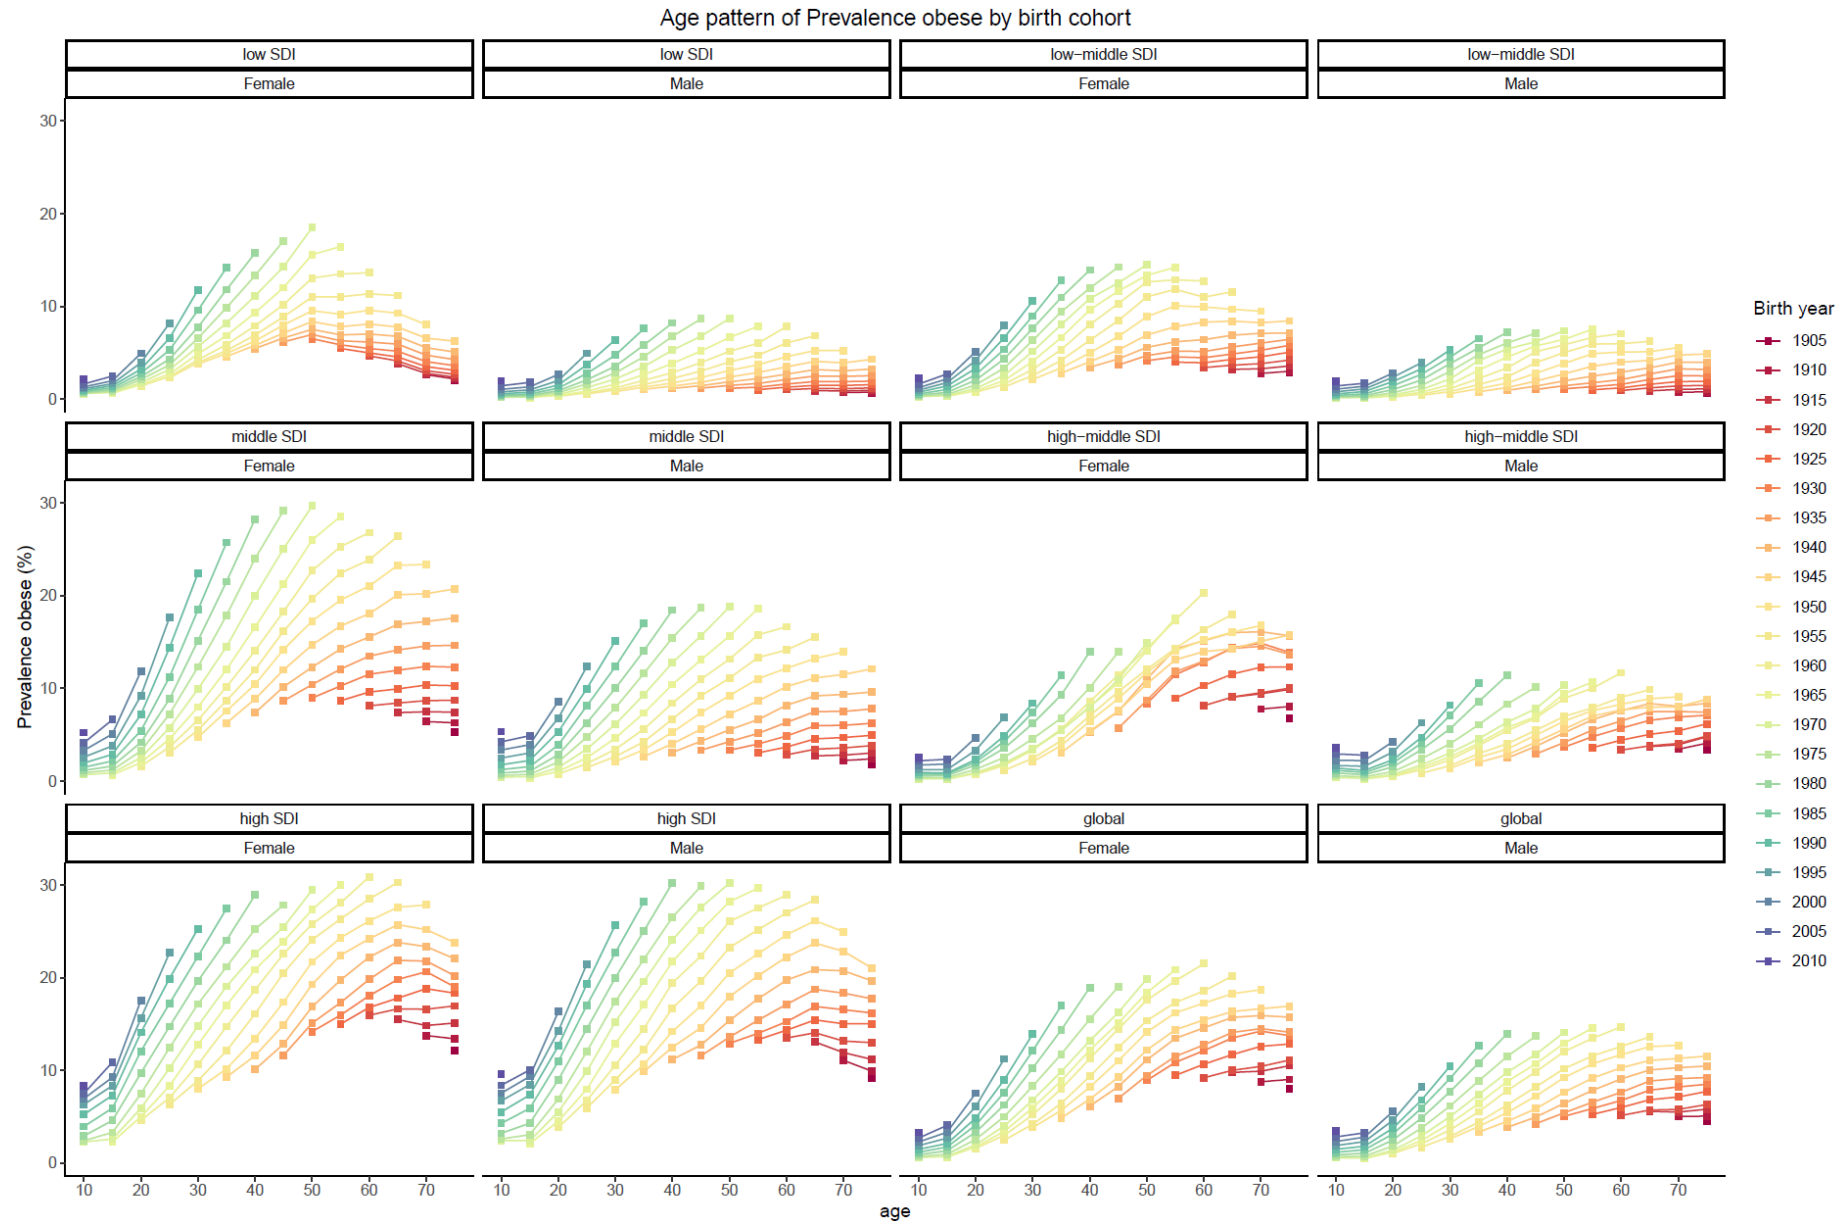 Age pattern of Prevalence obese by birth cohort
low SDI
low SDI
low−middle SDI
low−middle SDI
Female
Male
Female
Male
30
20
10
0
middle SDI
middle SDI
high−middle SDI
high−middle SDI
Female
Male
Female
Male
30
20
10
0
high SDI
high SDI
global
global
Female
Male
Female
Male
30
20
10
0
10 20 30 40 50 60 70
10 20 30 40 50 60 70
10 20 30 40 50 60 70
10 20 30 40 50 60 70
age
Prevalence obese (%)
Birth year
1905
1910
1915
1920
1925
1930
1935
1940
1945
1950
1955
1960
1965
1970
1975
1980
1985
1990
1995
2000
2005
2010